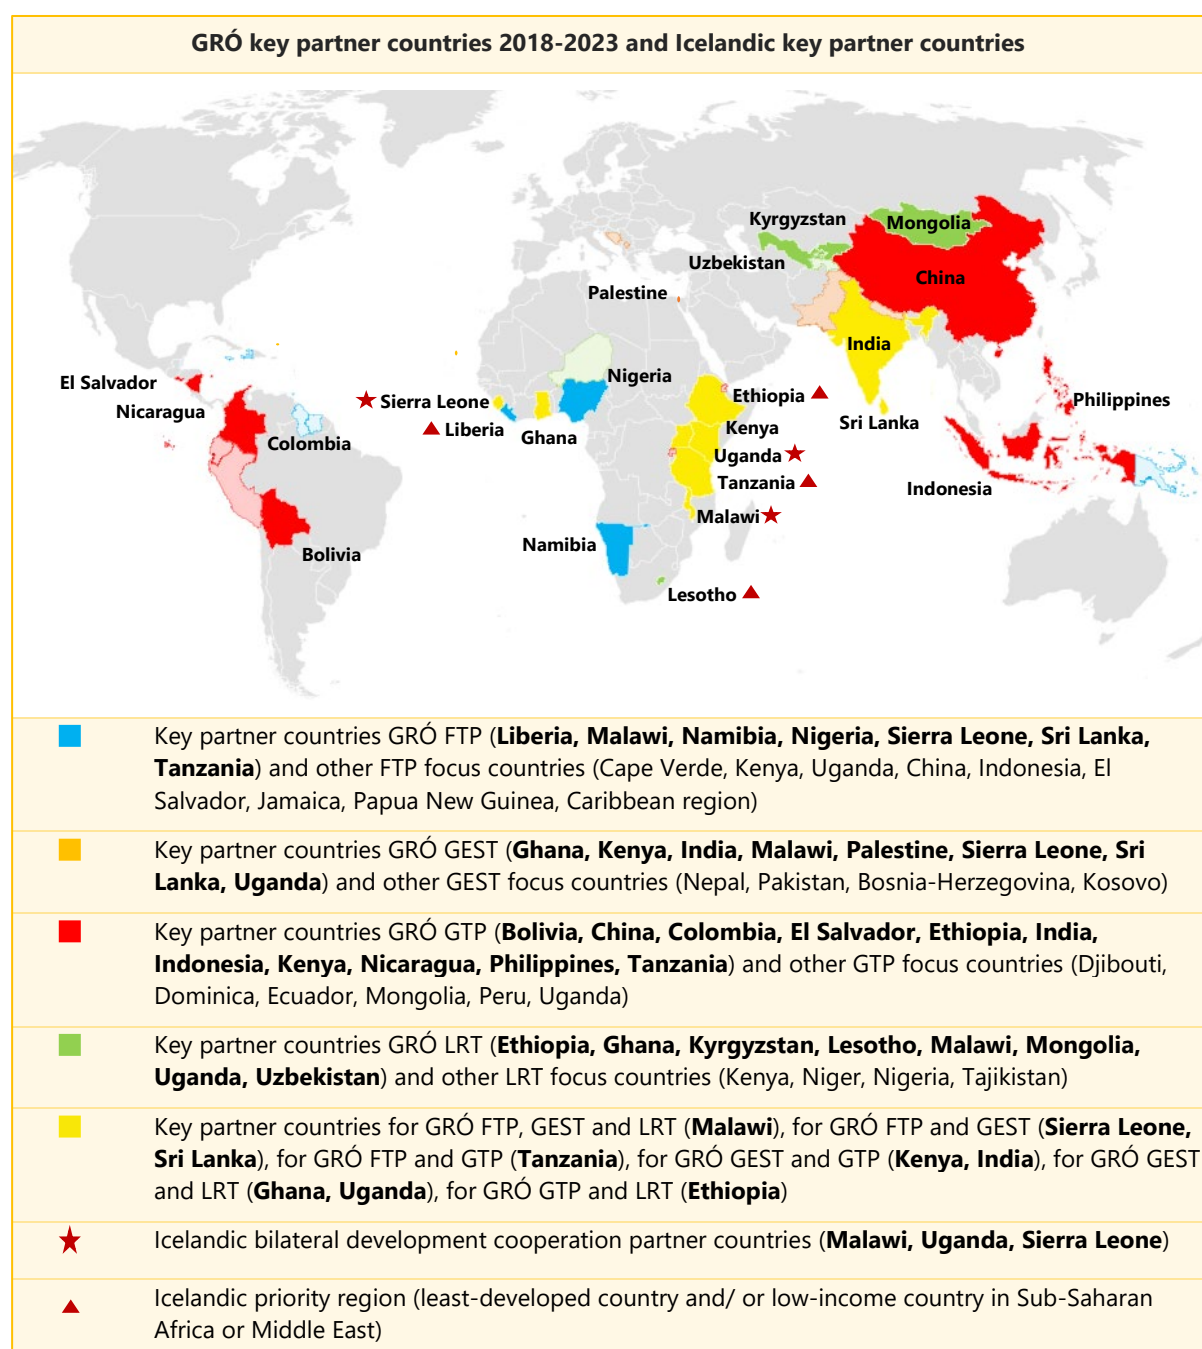 GRÓ key partner countries 2018-2023 and Icelandic key partner countries
Kyrgyzstan
Mongolia
Uzbekistan
China
Palestine
India
El Salvador
Nicaragua
Colombia
Sierra Leone
Liberia
Ghana
Nigeria
Ethiopia
Kenya
Uganda
Tanzania
Malawi
Sri Lanka
Philippines
Indonesia
Bolivia
Namibia
Lesotho
Key partner countries GRÓ FTP (Liberia, Malawi, Namibia, Nigeria, Sierra Leone, Sri Lanka,
Tanzania) and other FTP focus countries (Cape Verde, Kenya, Uganda, China, Indonesia, El
Salvador, Jamaica, Papua New Guinea, Caribbean region)
Key partner countries GRÓ GEST (Ghana, Kenya, India, Malawi, Palestine, Sierra Leone, Sri
Lanka, Uganda) and other GEST focus countries (Nepal, Pakistan, Bosnia-Herzegovina, Kosovo)
Key partner countries GRÓ GTP (Bolivia, China, Colombia, El Salvador, Ethiopia, India,
Indonesia, Kenya, Nicaragua, Philippines, Tanzania) and other GTP focus countries (Djibouti,
Dominica, Ecuador, Mongolia, Peru, Uganda)
Key partner countries GRÓ LRT (Ethiopia, Ghana, Kyrgyzstan, Lesotho, Malawi, Mongolia,
Uganda, Uzbekistan) and other LRT focus countries (Kenya, Niger, Nigeria, Tajikistan)
Key partner countries for GRÓ FTP, GEST and LRT (Malawi), for GRÓ FTP and GEST (Sierra Leone,
Sri Lanka), for GRÓ FTP and GTP (Tanzania), for GRÓ GEST and GTP (Kenya, India), for GRÓ GEST
and LRT (Ghana, Uganda), for GRÓ GTP and LRT (Ethiopia)
Icelandic bilateral development cooperation partner countries (Malawi, Uganda, Sierra Leone)
Icelandic priority region (least-developed country and/ or low-income country in Sub-Saharan
Africa or Middle East)